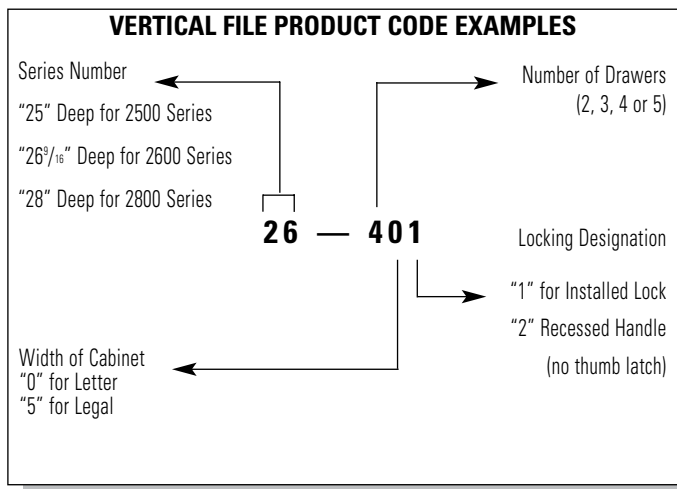 VERTICAL FILE PRODUCT CODE EXAMPLES
Series Number
“25” Deep for 2500 Series
“26 9/16” Deep for 2600 Series
“28” Deep for 2800 Series
Number of Drawers
(2, 3, 4 or 5)
26 — 401
Locking Designation
“1” for Installed Lock
“2” Recessed Handle
(no thumb latch)
Width of Cabinet
“0” for Letter
“5” for Legal